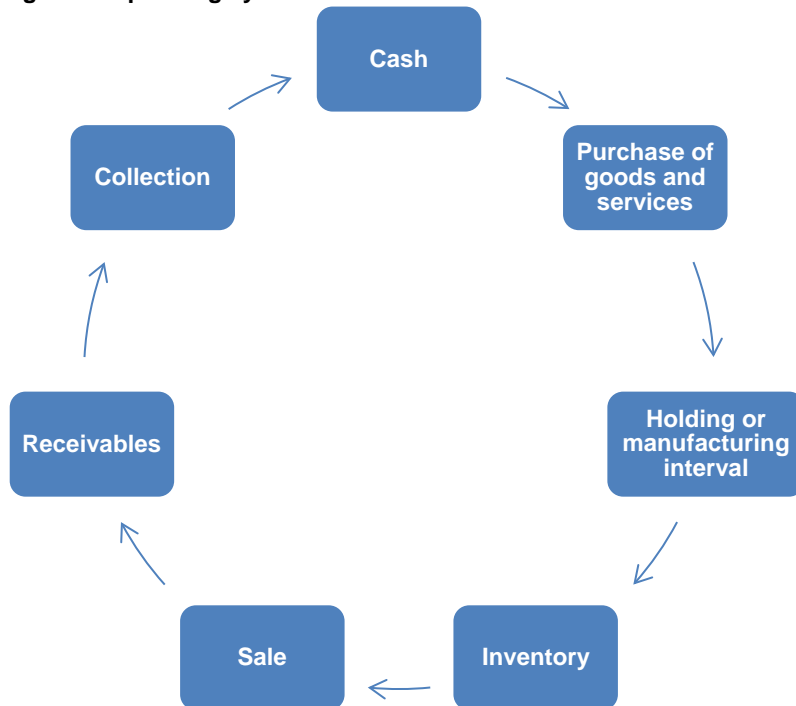 Cash
Purchase of
goods and
services
Holding or
manufacturing
interval
Inventory
Sale
Receivables
Collection